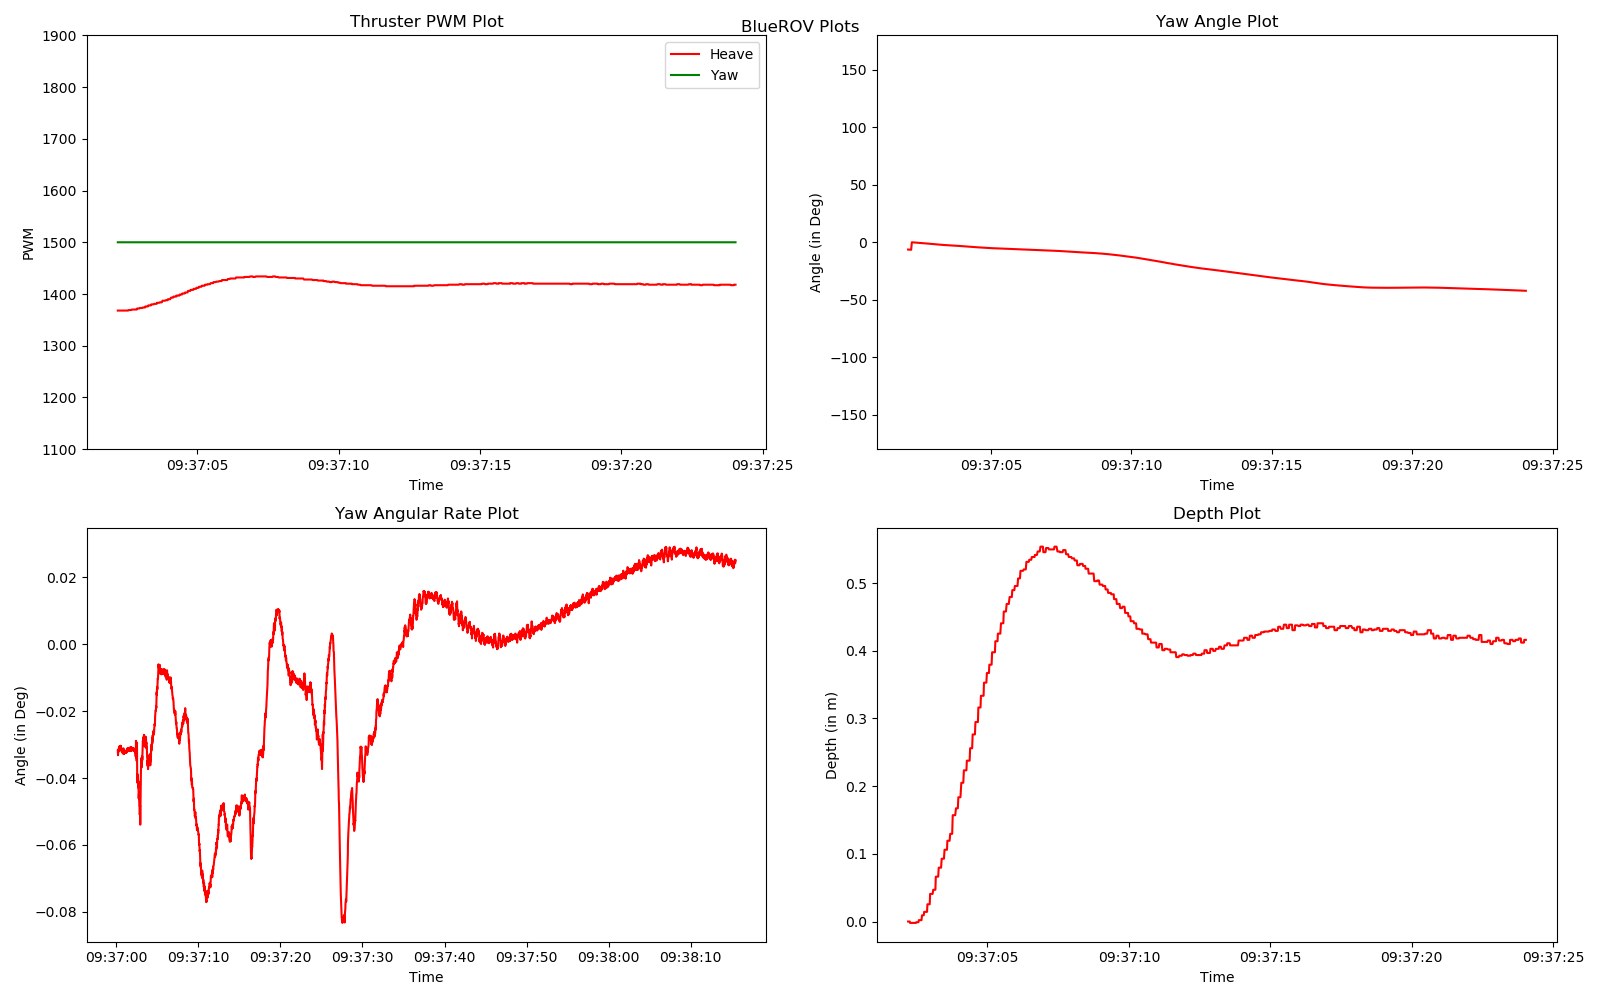 BlueROV Plots
Thruster PWM Plot
Heave
Yaw
PWM
1900
1800
1700
1600
1500
1400
1300
1200
1100
09:37:05 09:37:10 09:37:15 09:37:20 09:37:25
Time
Yaw Angle Plot
Angle (in Deg)
150
100
50
0
−50
−100
−150
09:37:05 09:37:10 09:37:15 09:37:20 09:37:25
Time
Yaw Angular Rate Plot
Angle (in Deg)
0.02
0.00
−0.02
−0.04
−0.06
−0.08
09:37:00 09:37:10 09:37:20 09:37:30 09:37:40 09:37:50 09:38:00 09:38:10
Time
Depth Plot
Depth (in m)
0.5
0.4
0.3
0.2
0.1
0.0
09:37:05 09:37:10 09:37:15 09:37:20 09:37:25
Time